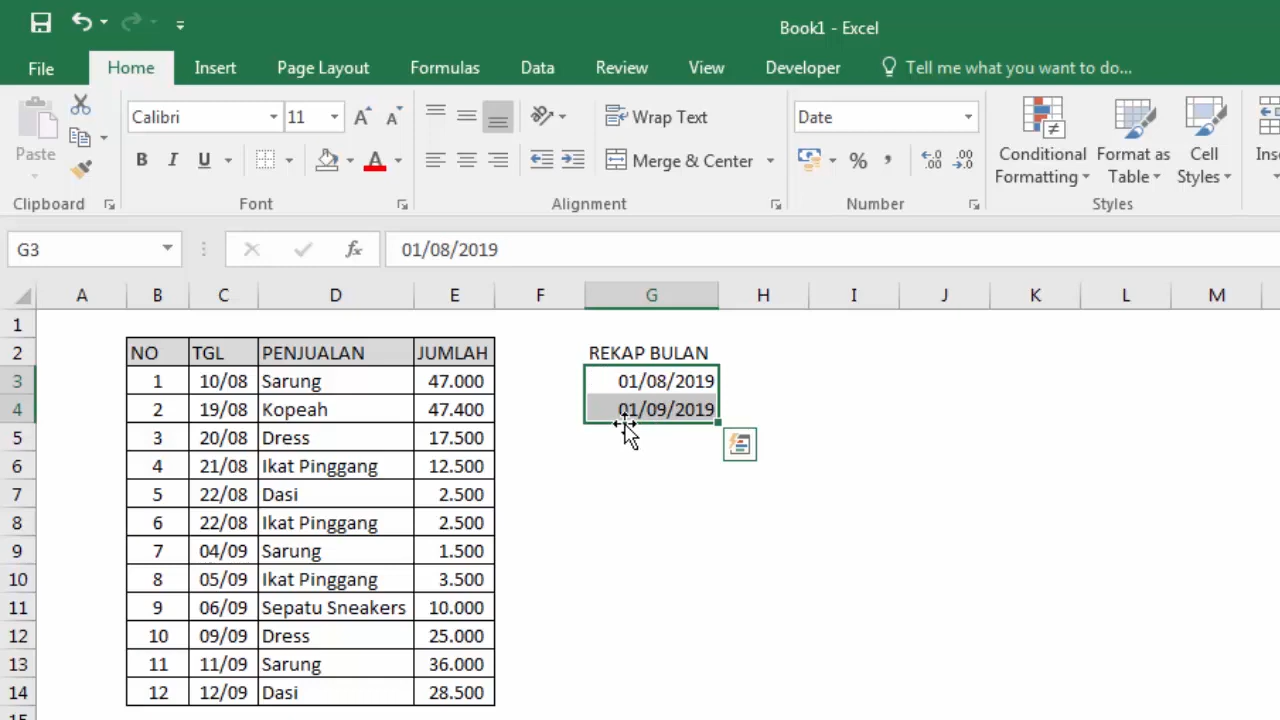 Book1 - Excel
File Home Insert Page Layout Formulas Data Review View Developer Tell me what you want to do...
Calibri 11 Wrap Text Date
Paste B I U A Merge & Center % Conditional Formatting Format as Table Cell Styles
Clipboard Font Alignment Number Styles
G3 fx 01/08/2019
A B C D E F G H I J K L M
1
2 NO TGL PENJUALAN JUMLAH REKAP BULAN
3 1 10/08 Sarung 47.000 01/08/2019
4 2 19/08 Kopeah 47.400 01/09/2019
5 3 20/08 Dress 17.500
6 4 21/08 Ikat Pinggang 12.500
7 5 22/08 Dasi 2.500
8 6 22/08 Ikat Pinggang 2.500
9 7 04/09 Sarung 1.500
10 8 05/09 Ikat Pinggang 3.500
11 9 06/09 Sepatu Sneakers 10.000
12 10 09/09 Dress 25.000
13 11 11/09 Sarung 36.000
14 12 12/09 Dasi 28.500